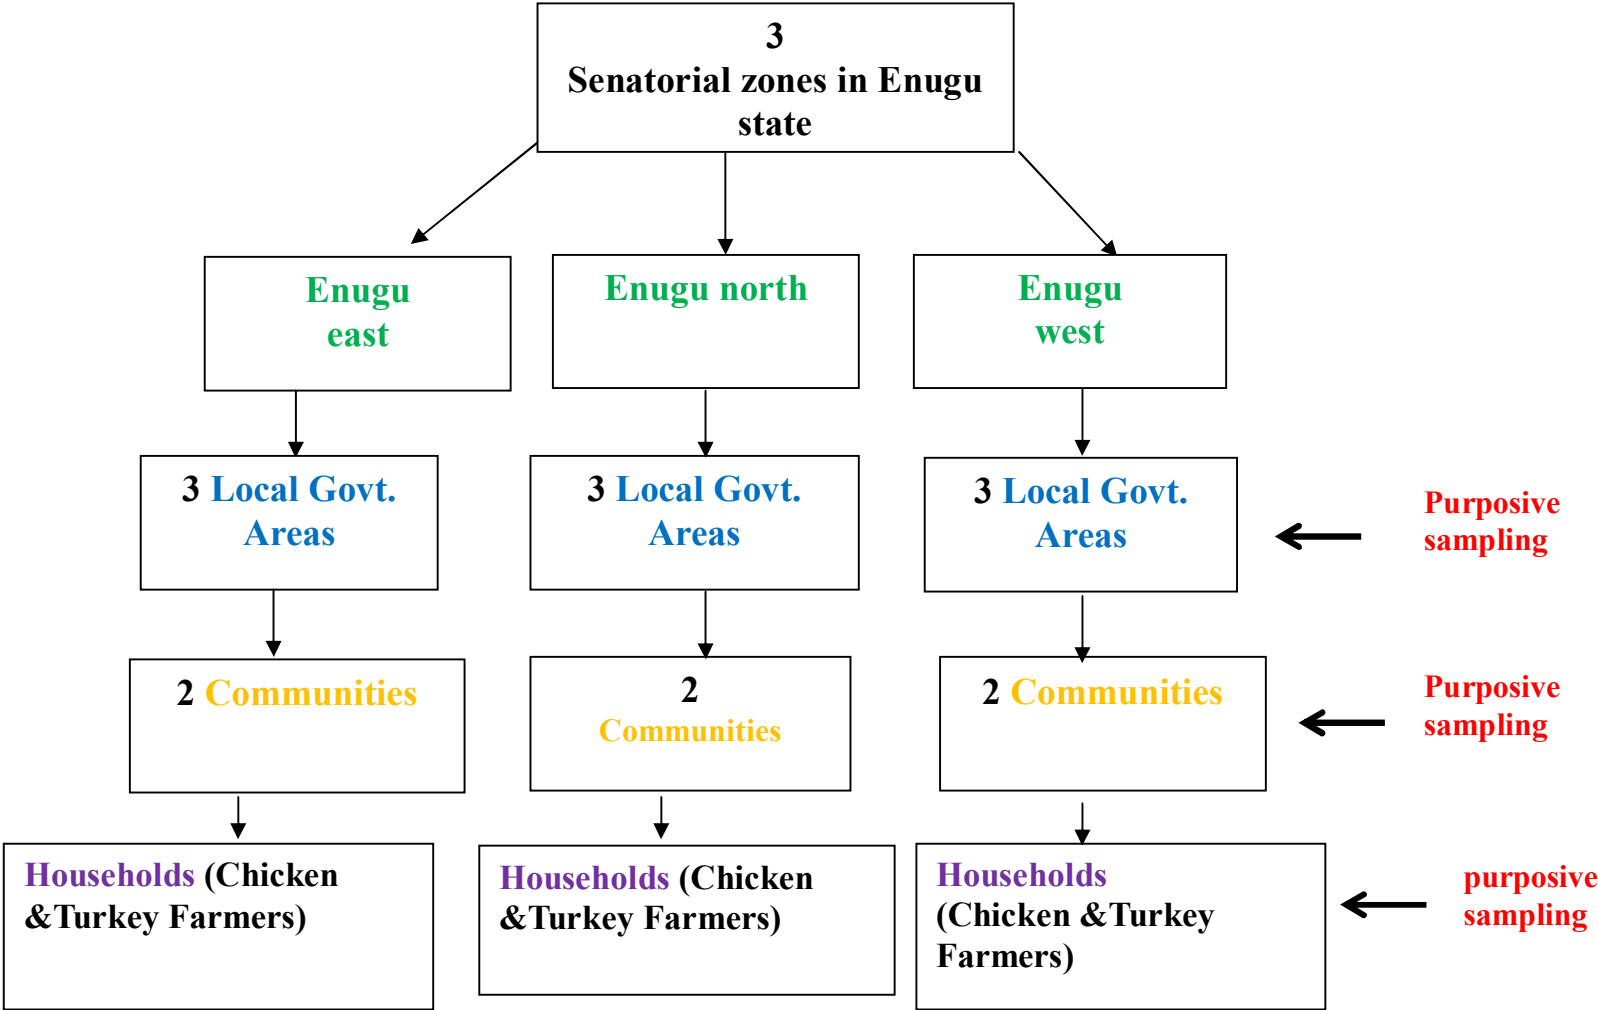 3
Senatorial zones in Enugu
state
Enugu
east
Enugu north
Enugu
west
3 Local Govt.
Areas
3 Local Govt.
Areas
3 Local Govt.
Areas
Purposive
sampling
2 Communities
2
Communities
2 Communities
Purposive
sampling
Households (Chicken
&Turkey Farmers)
Households (Chicken
&Turkey Farmers)
Households
(Chicken &Turkey
Farmers)
purposive
sampling